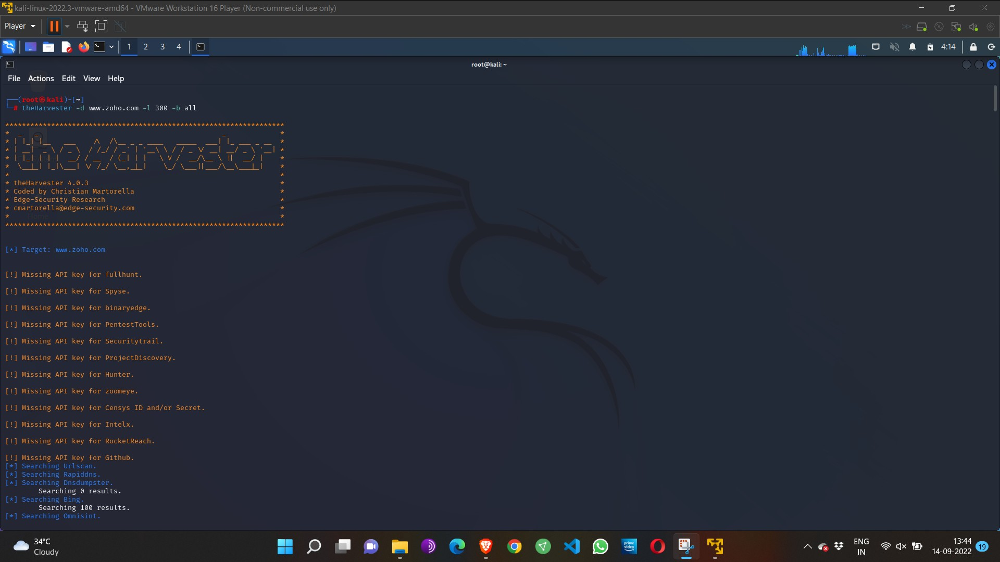 kali-linux-2022.3-vmware-amd64 - VMware Workstation 16 Player (Non-commercial use only)
Player
1 2 3 4
4:14
root@kali: ~
File Actions Edit View Help
┌──(root㉿kali)-[~]
└─# theHarvester -d www.zoho.com -l 300 -b all
*******************************************************************
theHarvester
* theHarvester 4.0.3 *
* Coded by Christian Martorella *
* Edge-Security Research *
* cmartorella@edge-security.com *
* *
*******************************************************************
[*] Target: www.zoho.com
[!] Missing API key for fullhunt.
[!] Missing API key for Spyse.
[!] Missing API key for binaryedge.
[!] Missing API key for PentestTools.
[!] Missing API key for Securitytrail.
[!] Missing API key for ProjectDiscovery.
[!] Missing API key for Hunter.
[!] Missing API key for zoomeye.
[!] Missing API key for Censys ID and/or Secret.
[!] Missing API key for Intelx.
[!] Missing API key for RocketReach.
[!] Missing API key for Github.
[*] Searching Urlscan.
[*] Searching Rapiddns.
[*] Searching Dnsdumpster.
Searching 0 results.
[*] Searching Bing.
Searching 100 results.
[*] Searching Omnisint.
34°C
Cloudy
prime video
ENG
IN
13:44
14-09-2022
19